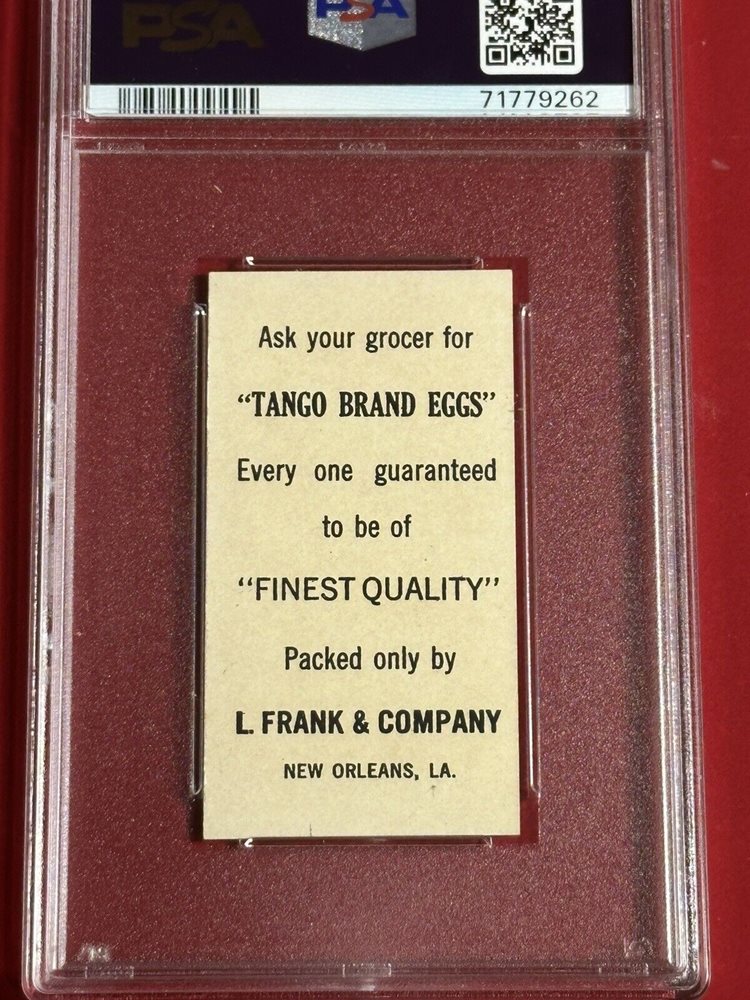 PSA
PSA
71779262
Ask your grocer for
“TANGO BRAND EGGS”
Every one guaranteed
to be of
“FINEST QUALITY”
Packed only by
L. FRANK & COMPANY
NEW ORLEANS, LA.